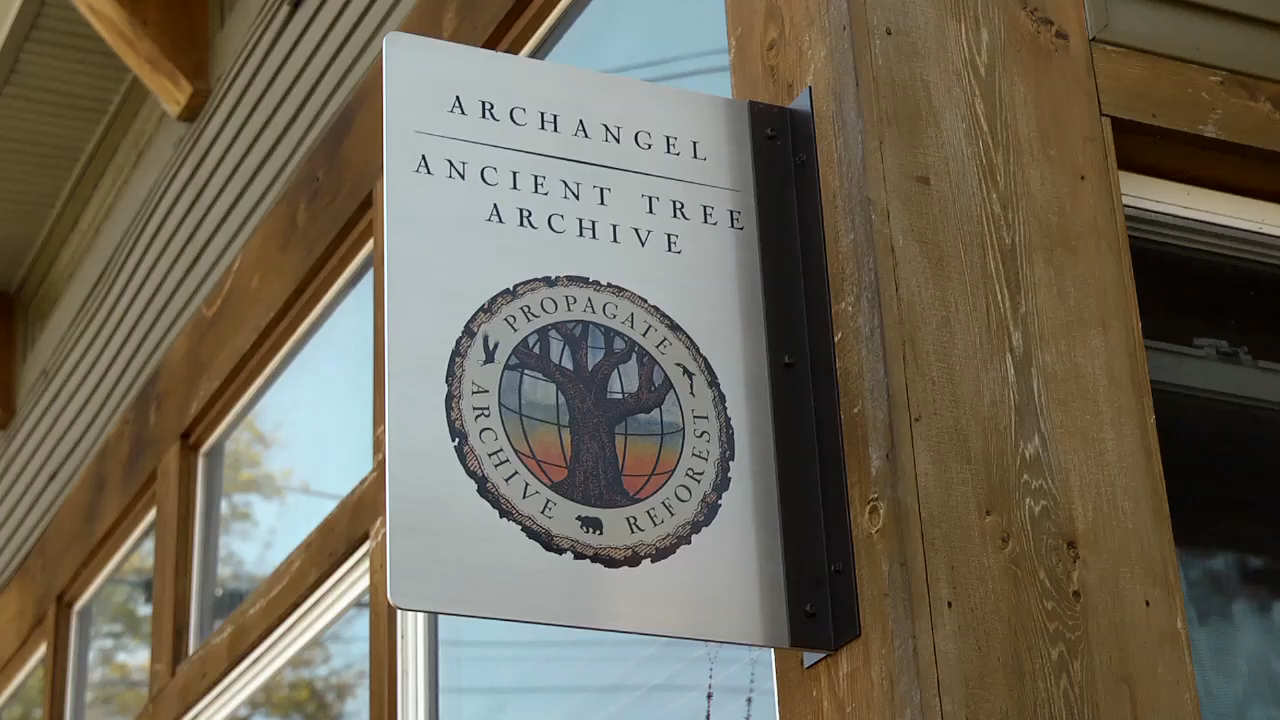 ARCHANGEL
ANCIENT TREE
ARCHIVE
PROPAGATE
ARCHIVE
REFOREST